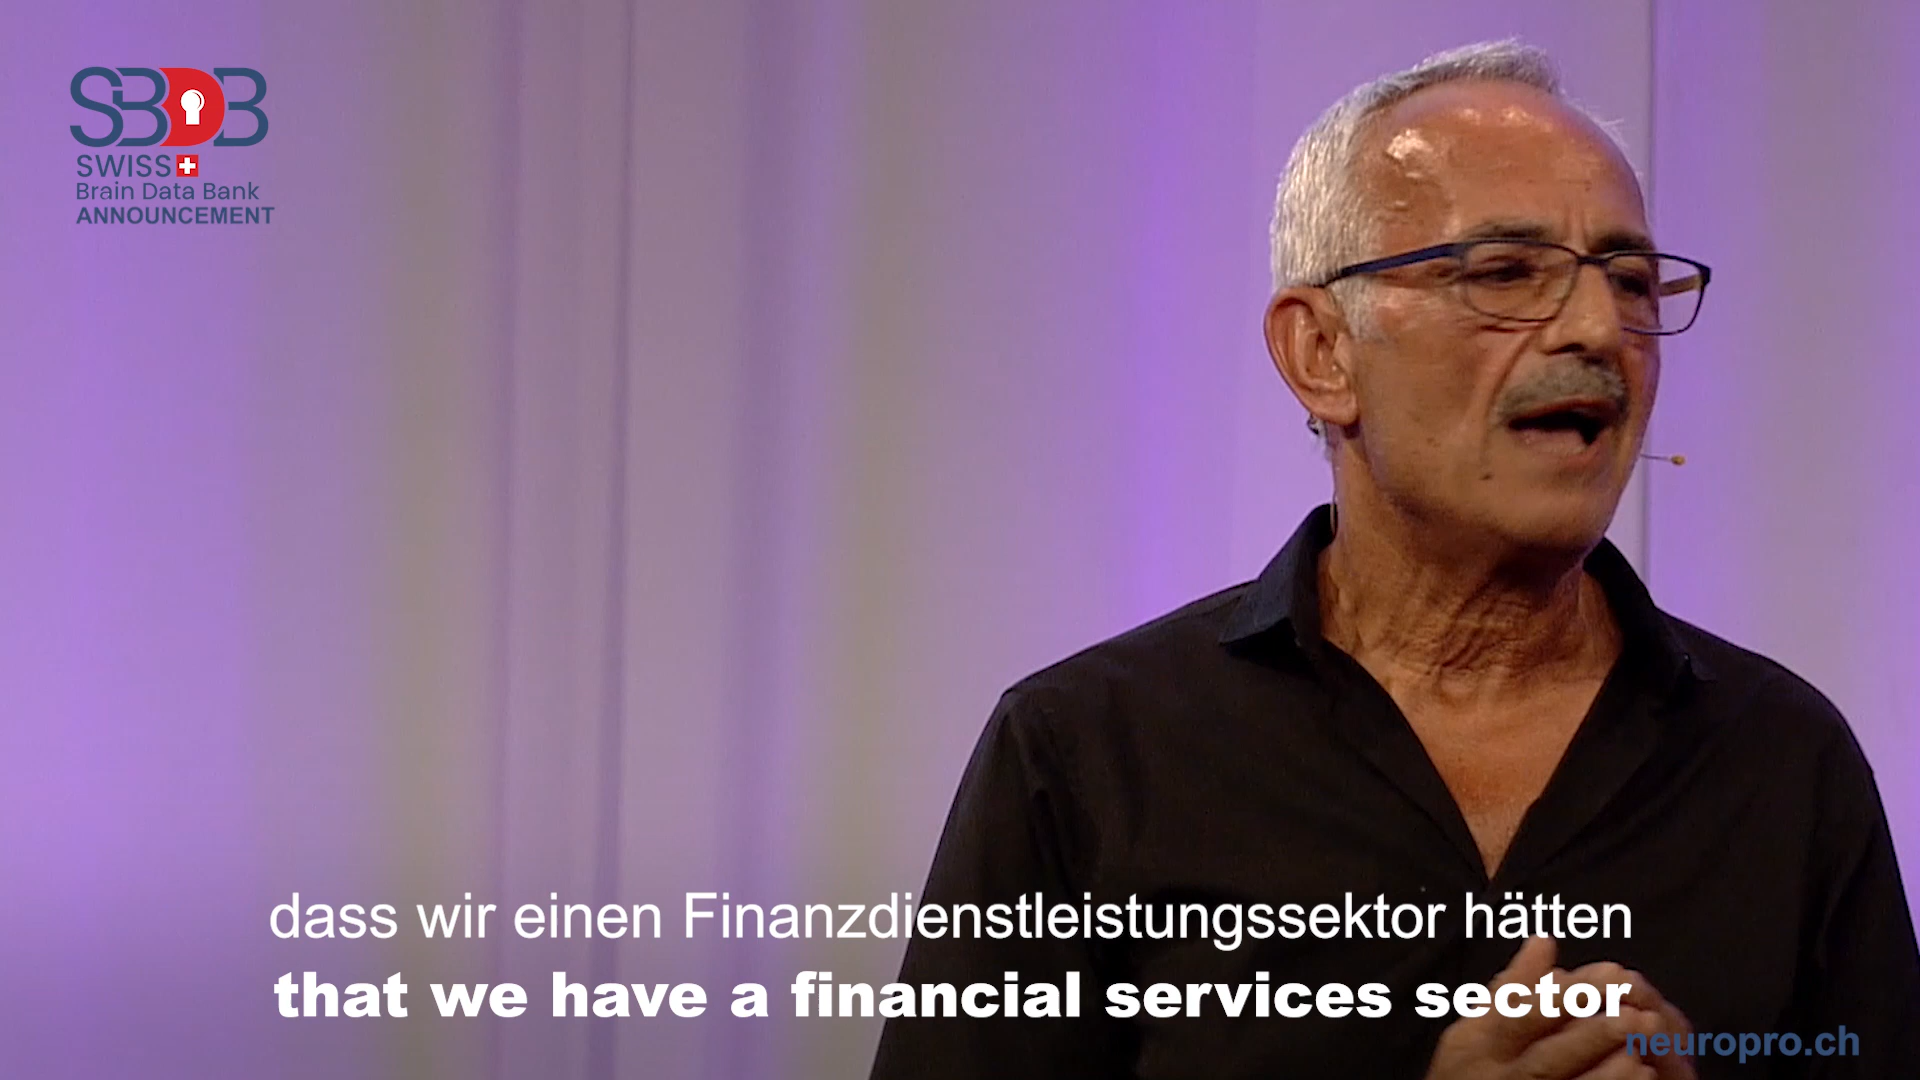 SBDB
SWISS
Brain Data Bank
ANNOUNCEMENT
dass wir einen Finanzdienstleistungssektor hätten
that we have a financial services sector
neuropro.ch